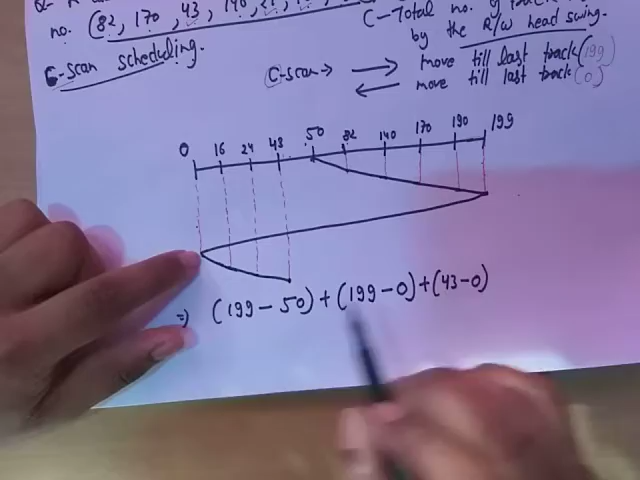 no. (82, 170, 43, 140,
C-Total no.
by the R/W head swing.
C-scan scheduling.
C-scan → → move till last track (199)
← move till last track (0)
0 16 24 43 50 82 140 170 190 199
⇒ (199 - 50) + (199 - 0) + (43 - 0)